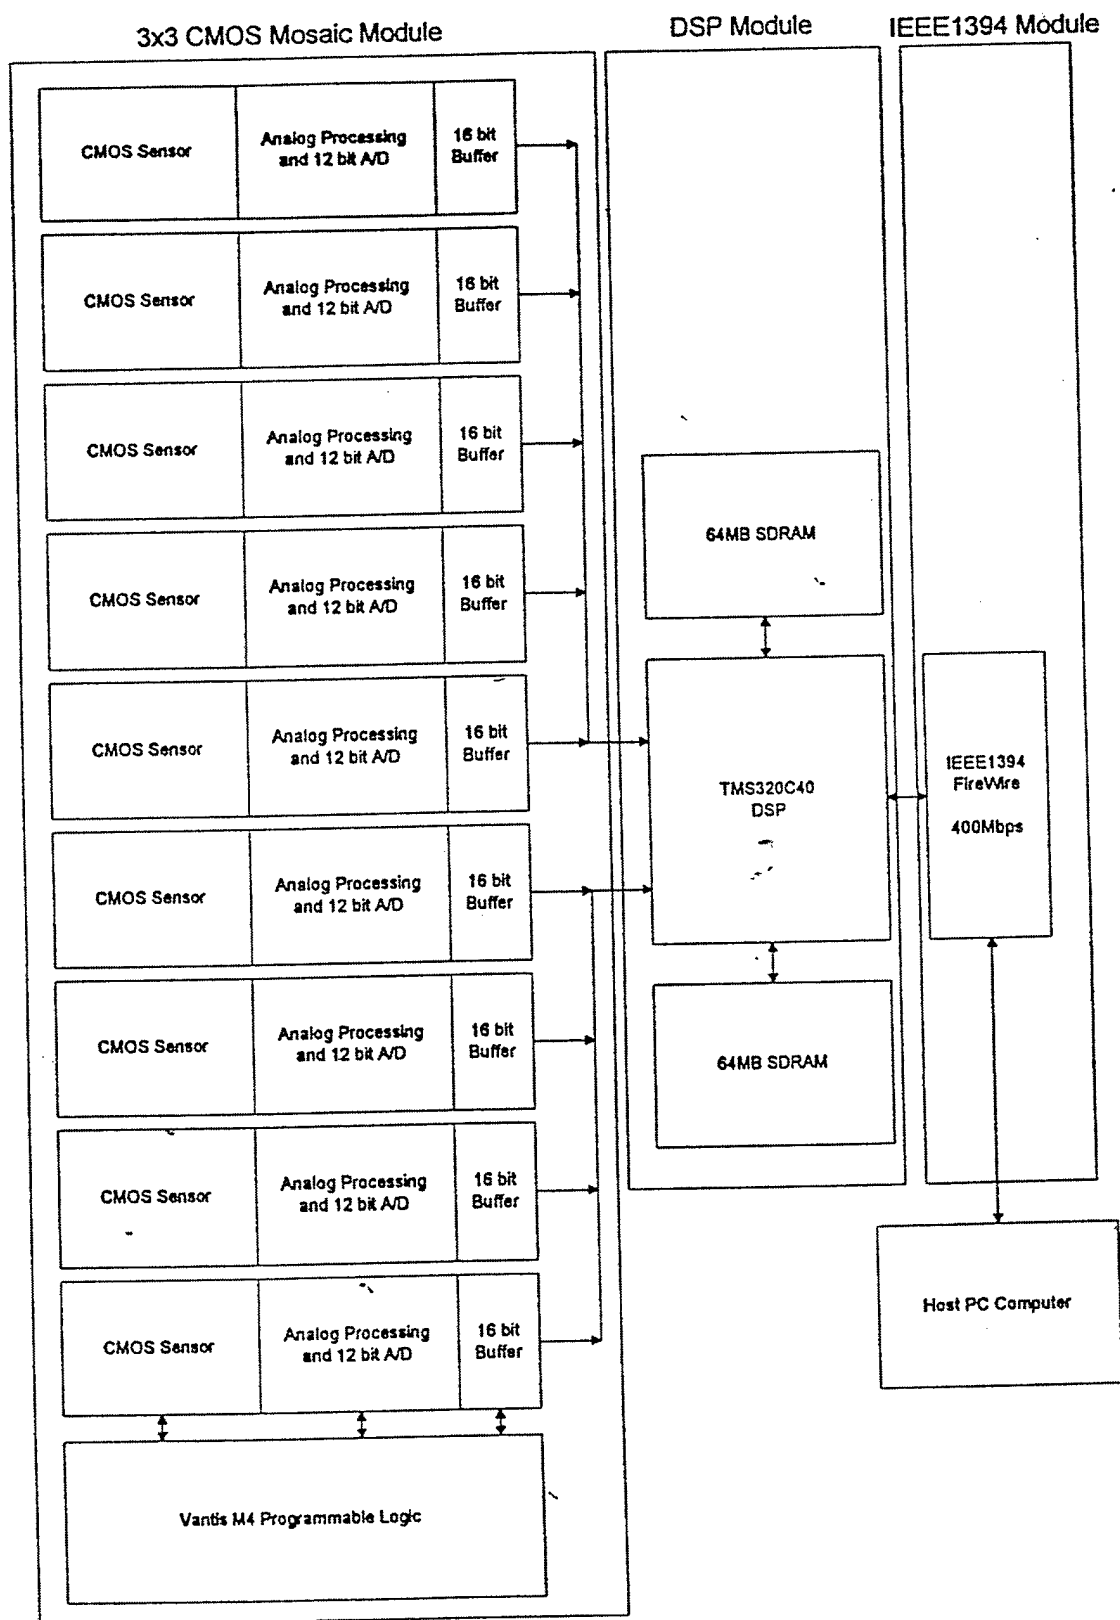 3x3 CMOS Mosaic Module
DSP Module
IEEE1394 Module
CMOS Sensor
Analog Processing
and 12 bit A/D
16 bit
Buffer
CMOS Sensor
Analog Processing
and 12 bit A/D
16 bit
Buffer
CMOS Sensor
Analog Processing
and 12 bit A/D
16 bit
Buffer
CMOS Sensor
Analog Processing
and 12 bit A/D
16 bit
Buffer
CMOS Sensor
Analog Processing
and 12 bit A/D
16 bit
Buffer
CMOS Sensor
Analog Processing
and 12 bit A/D
16 bit
Buffer
CMOS Sensor
Analog Processing
and 12 bit A/D
16 bit
Buffer
CMOS Sensor
Analog Processing
and 12 bit A/D
16 bit
Buffer
CMOS Sensor
Analog Processing
and 12 bit A/D
16 bit
Buffer
Vantis M4 Programmable Logic
64MB SDRAM
TMS320C40
DSP
64MB SDRAM
IEEE1394
FireWire
400Mbps
Host PC Computer